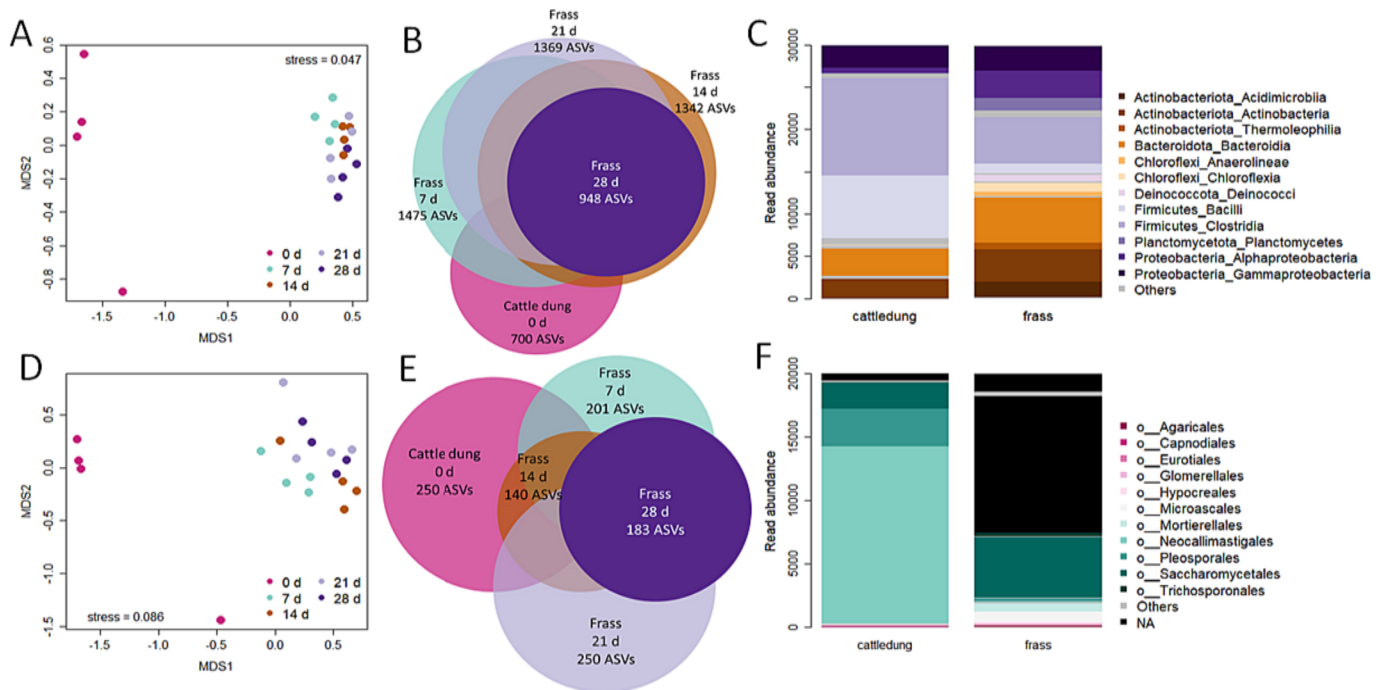 A
0.6
0.4
0.2
0.0
-0.2
-0.4
-0.6
-0.8
MDS2
stress = 0.047
0 d
7 d
14 d
21 d
28 d
-1.5
-1.0
-0.5
0.0
0.5
MDS1
B
Frass
21 d
1369 ASVs
Frass
14 d
1342 ASVs
Frass
7 d
1475 ASVs
Frass
28 d
948 ASVs
Cattle dung
0 d
700 ASVs
C
Read abundance
30000
20000
10000
5000
0
cattledung
frass
Actinobacteriota_Acidimicrobiia
Actinobacteriota_Actinobacteria
Actinobacteriota_Thermoleophilia
Bacteroidota_Bacteroidia
Chloroflexi_Anaerolineae
Chloroflexi_Chloroflexia
Deinococcota_Deinococci
Firmicutes_Bacilli
Firmicutes_Clostridia
Planctomycetota_Planctomycetes
Proteobacteria_Alphaproteobacteria
Proteobacteria_Gammaproteobacteria
Others
D
0.5
0.0
-0.5
-1.0
-1.5
MDS2
0 d
7 d
14 d
21 d
28 d
stress = 0.086
-1.5
-1.0
-0.5
0.0
0.5
MDS1
E
Frass
7 d
201 ASVs
Cattle dung
0 d
250 ASVs
Frass
14 d
140 ASVs
Frass
28 d
183 ASVs
Frass
21 d
250 ASVs
F
Read abundance
20000
15000
10000
5000
0
cattledung
frass
o__Agaricales
o__Capnodiales
o__Eurotiales
o__Glomerellales
o__Hypocreales
o__Microascales
o__Mortierellales
o__Neocallimastigales
o__Pleosporales
o__Saccharomycetales
o__Trichosporonales
Others
NA